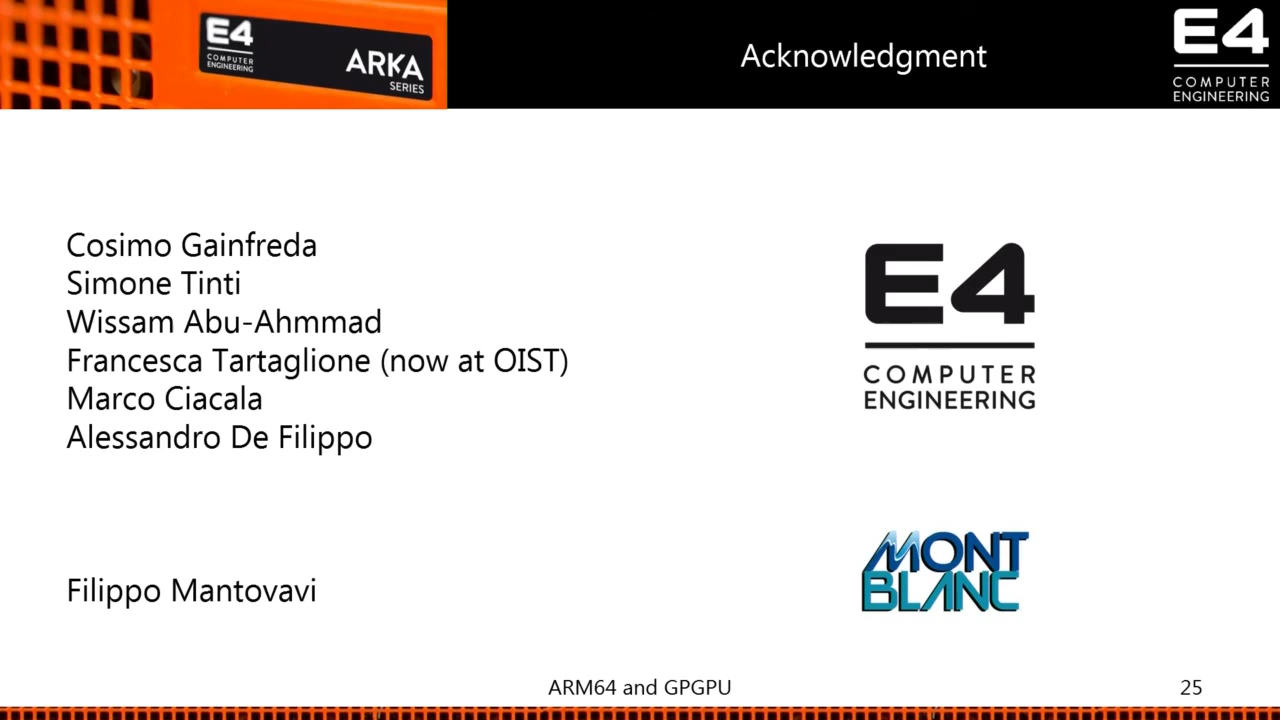 E4
COMPUTER
ENGINEERING
ARKA
SERIES
Acknowledgment
E4
COMPUTER
ENGINEERING
Cosimo Gainfreda
Simone Tinti
Wissam Abu-Ahmmad
Francesca Tartaglione (now at OIST)
Marco Ciacala
Alessandro De Filippo
E4
COMPUTER
ENGINEERING
Filippo Mantovavi
MONT
BLANC
ARM64 and GPGPU
25